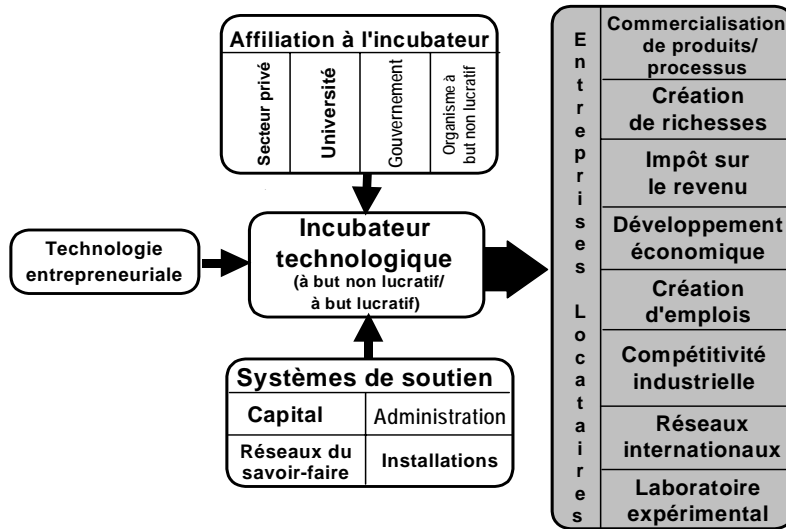 Affiliation à l'incubateur
Secteur privé
Université
Gouvernement
Organisme à
but non lucratif
Technologie
entrepreneuriale
Incubateur
technologique
(à but non lucratif/
à but lucratif)
Systèmes de soutien
Capital
Administration
Réseaux du
savoir-faire
Installations
Entreprises Locataires
Commercialisation
de produits/
processus
Création
de richesses
Impôt sur
le revenu
Développement
économique
Création
d'emplois
Compétitivité
industrielle
Réseaux
internationaux
Laboratoire
expérimental